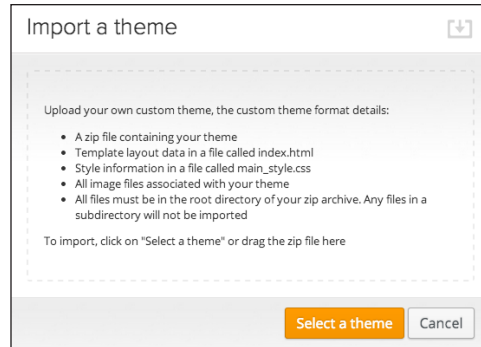 Import a theme
Upload your own custom theme, the custom theme format details:
• A zip file containing your theme
• Template layout data in a file called index.html
• Style information in a file called main_style.css
• All image files associated with your theme
• All files must be in the root directory of your zip archive. Any files in a
subdirectory will not be imported
To import, click on "Select a theme" or drag the zip file here
Select a theme
Cancel